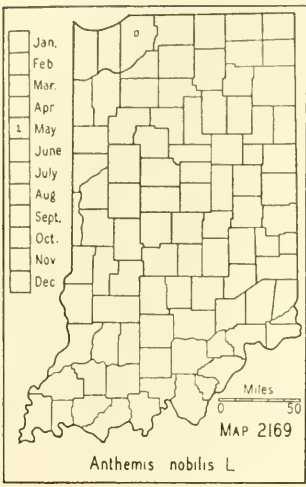 Jan.
Feb
Mar.
Apr
1 May
June
July
Aug
Sept.
Oct.
Nov
Dec
D
Miles
0 50
MAP 2169
Anthemis nobilis L